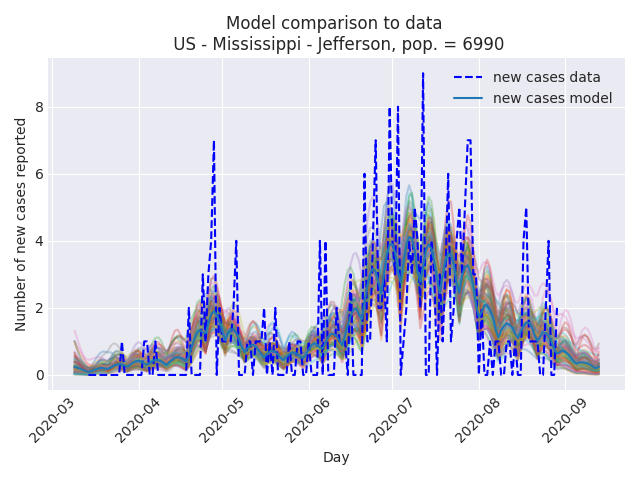 Model comparison to data
US - Mississippi - Jefferson, pop. = 6990
new cases data
new cases model
Number of new cases reported
8
6
4
2
0
2020-03
2020-04
2020-05
2020-06
2020-07
2020-08
2020-09
Day